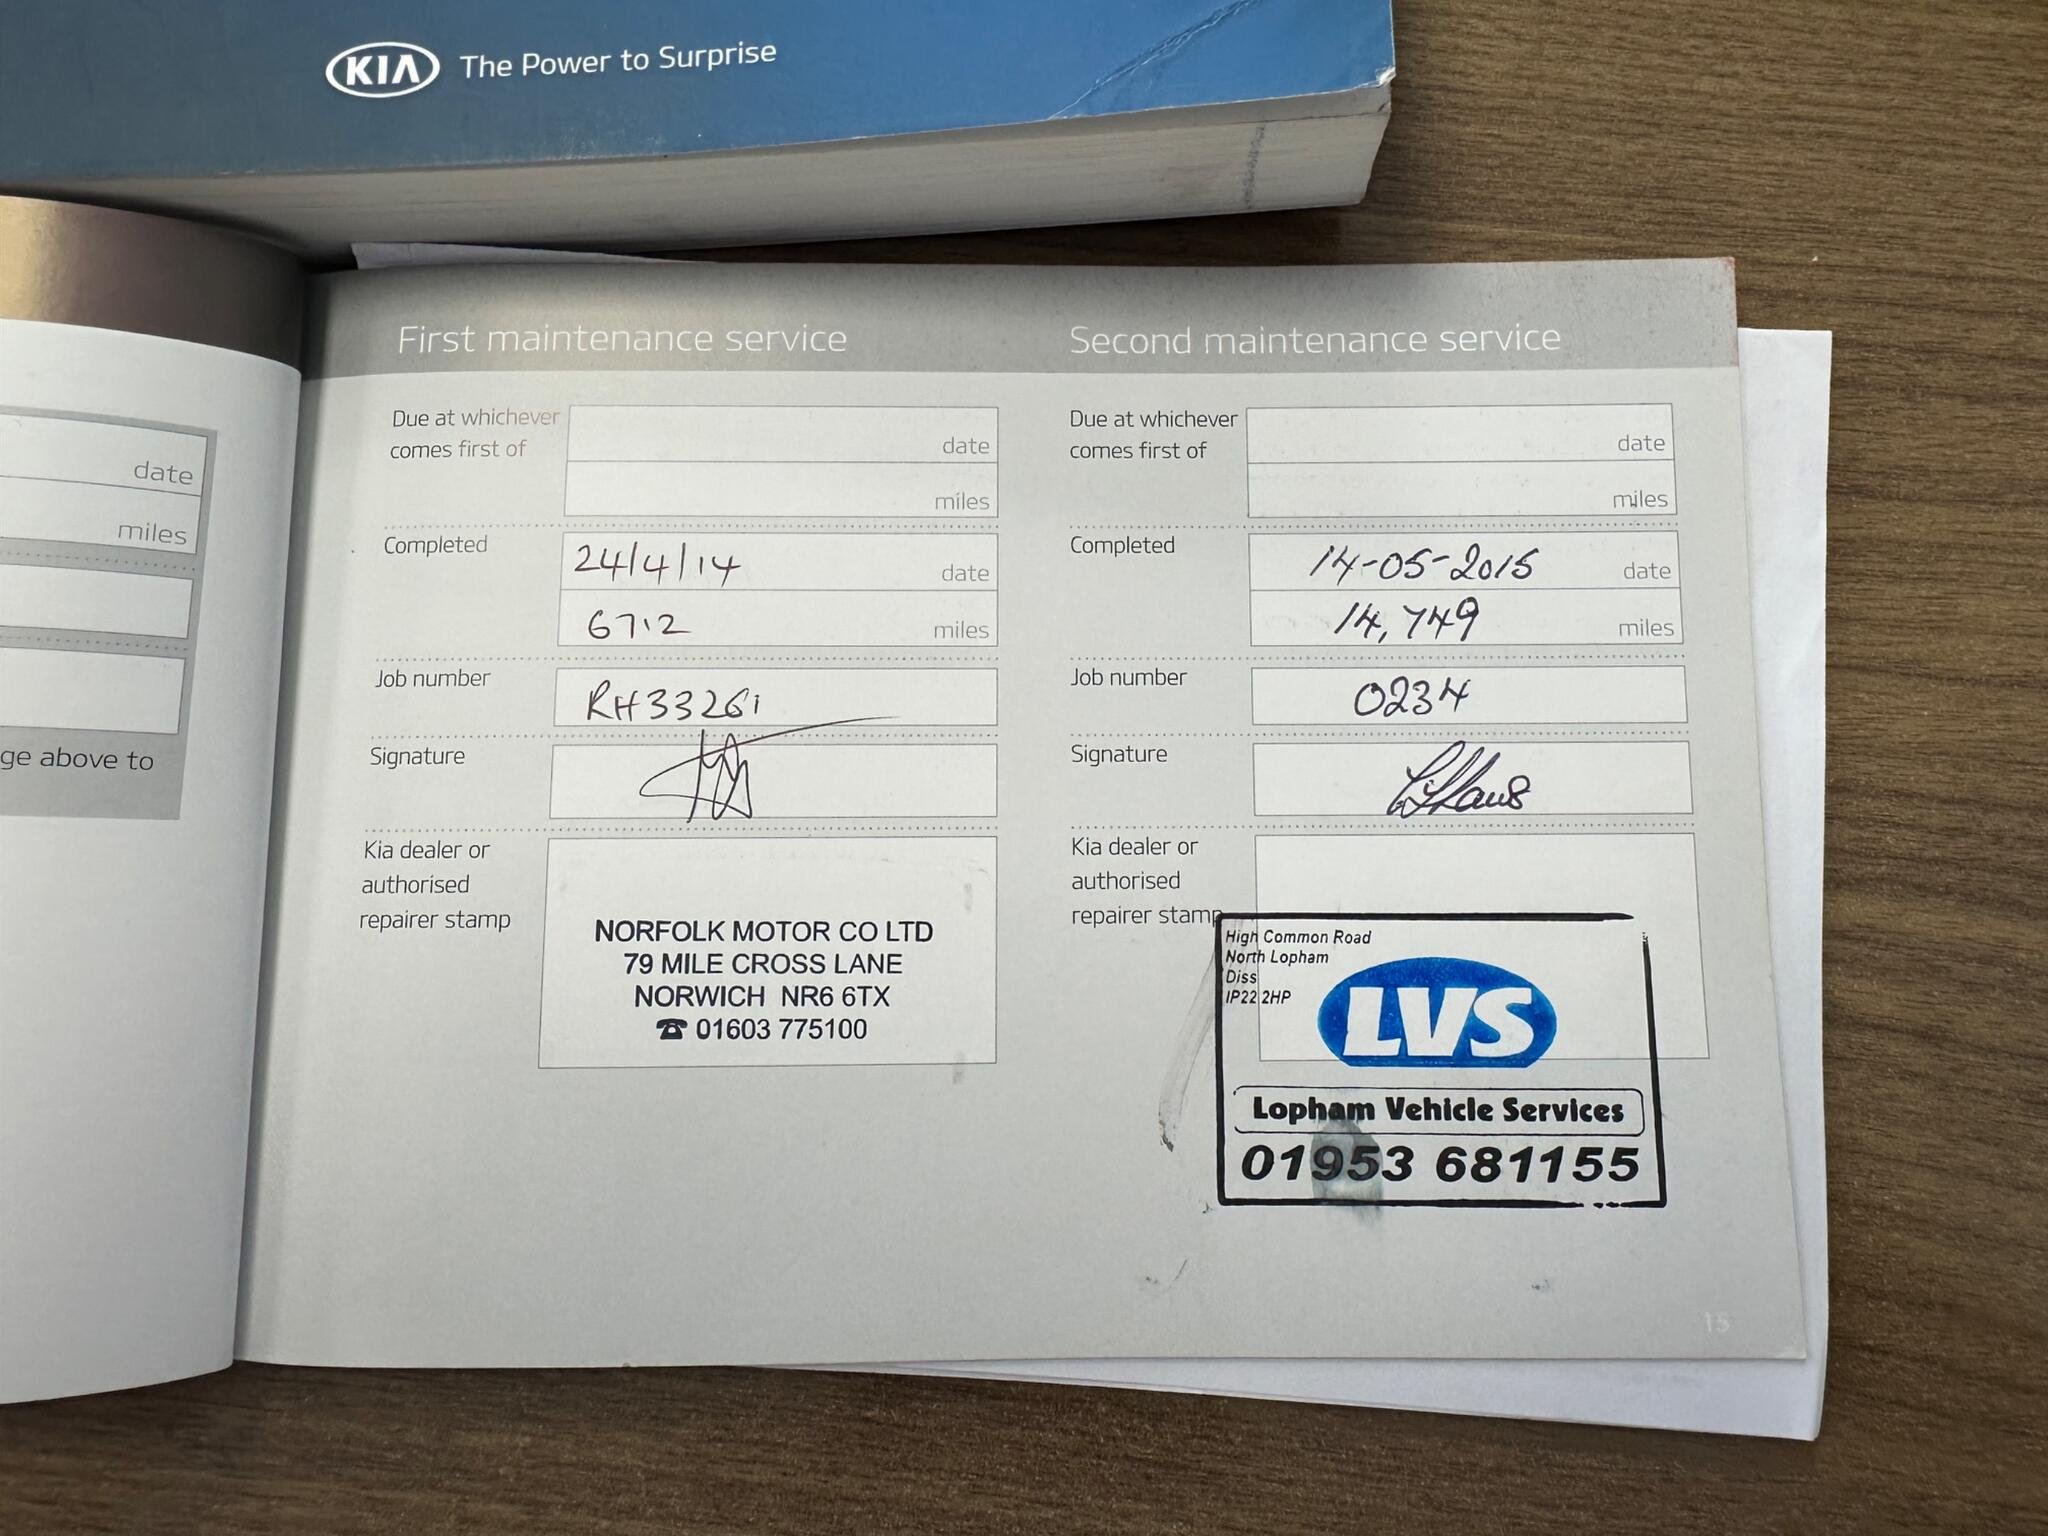 KIA The Power to Surprise
date
miles
ge above to
First maintenance service
Due at whichever
comes first of
date
miles
Completed
24/4/14 date
6712 miles
Job number
RH33261
Signature
Kia dealer or
authorised
repairer stamp
NORFOLK MOTOR CO LTD
79 MILE CROSS LANE
NORWICH NR6 6TX
☎ 01603 775100
Second maintenance service
Due at whichever
comes first of
date
miles
Completed
14-05-2015 date
14,749 miles
Job number
0234
Signature
Kia dealer or
authorised
repairer stamp
High Common Road
North Lopham
Diss
IP22 2HP
LVS
Lopham Vehicle Services
01953 681155
15